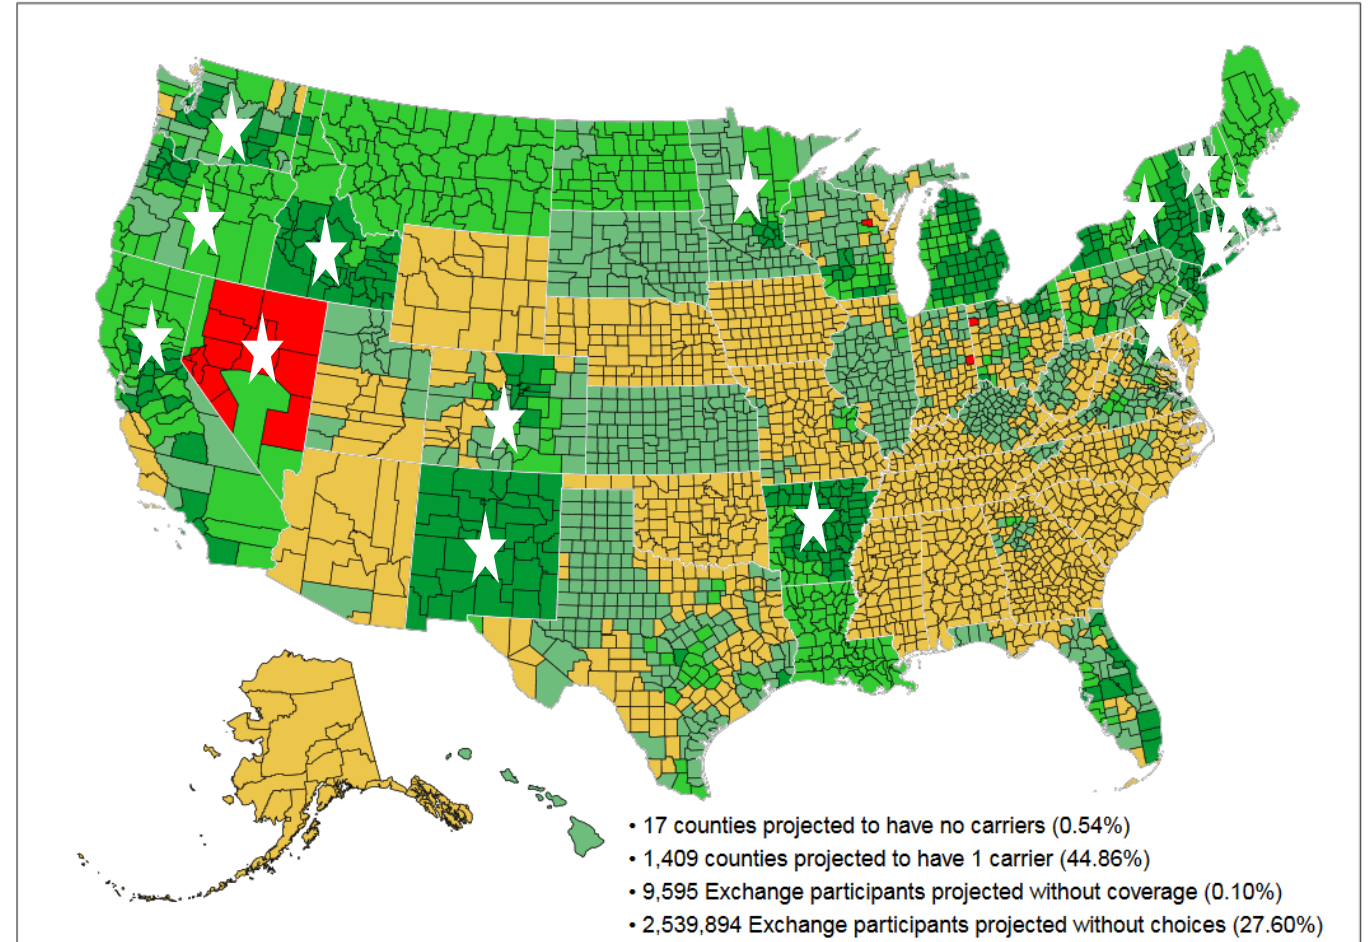 • 17 counties projected to have no carriers (0.54%)
• 1,409 counties projected to have 1 carrier (44.86%)
• 9,595 Exchange participants projected without coverage (0.10%)
• 2,539,894 Exchange participants projected without choices (27.60%)